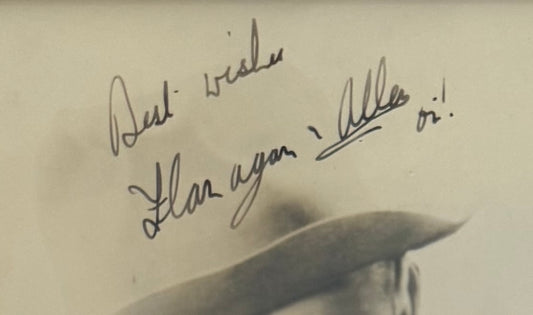 Best wishes
Flanagan & Allen
oi!